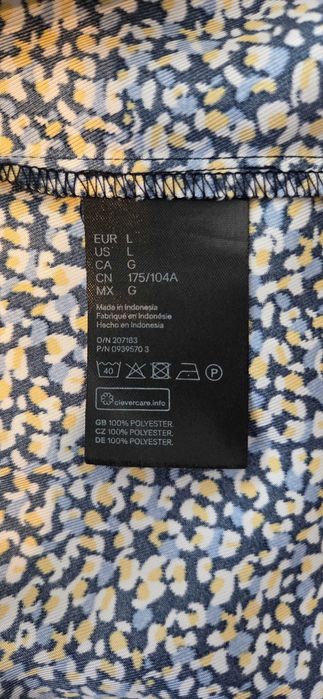 EUR L
US L
CA G
CN 175/104A
MX G
Made in Indonesia
Fabriqué en Indonésie
Hecho en Indonesia
O/N 207183
P/N 0939570 3
40 P
clevercare.info
GB 100% POLYESTER.
CZ 100% POLYESTER.
DE 100% POLYESTER.